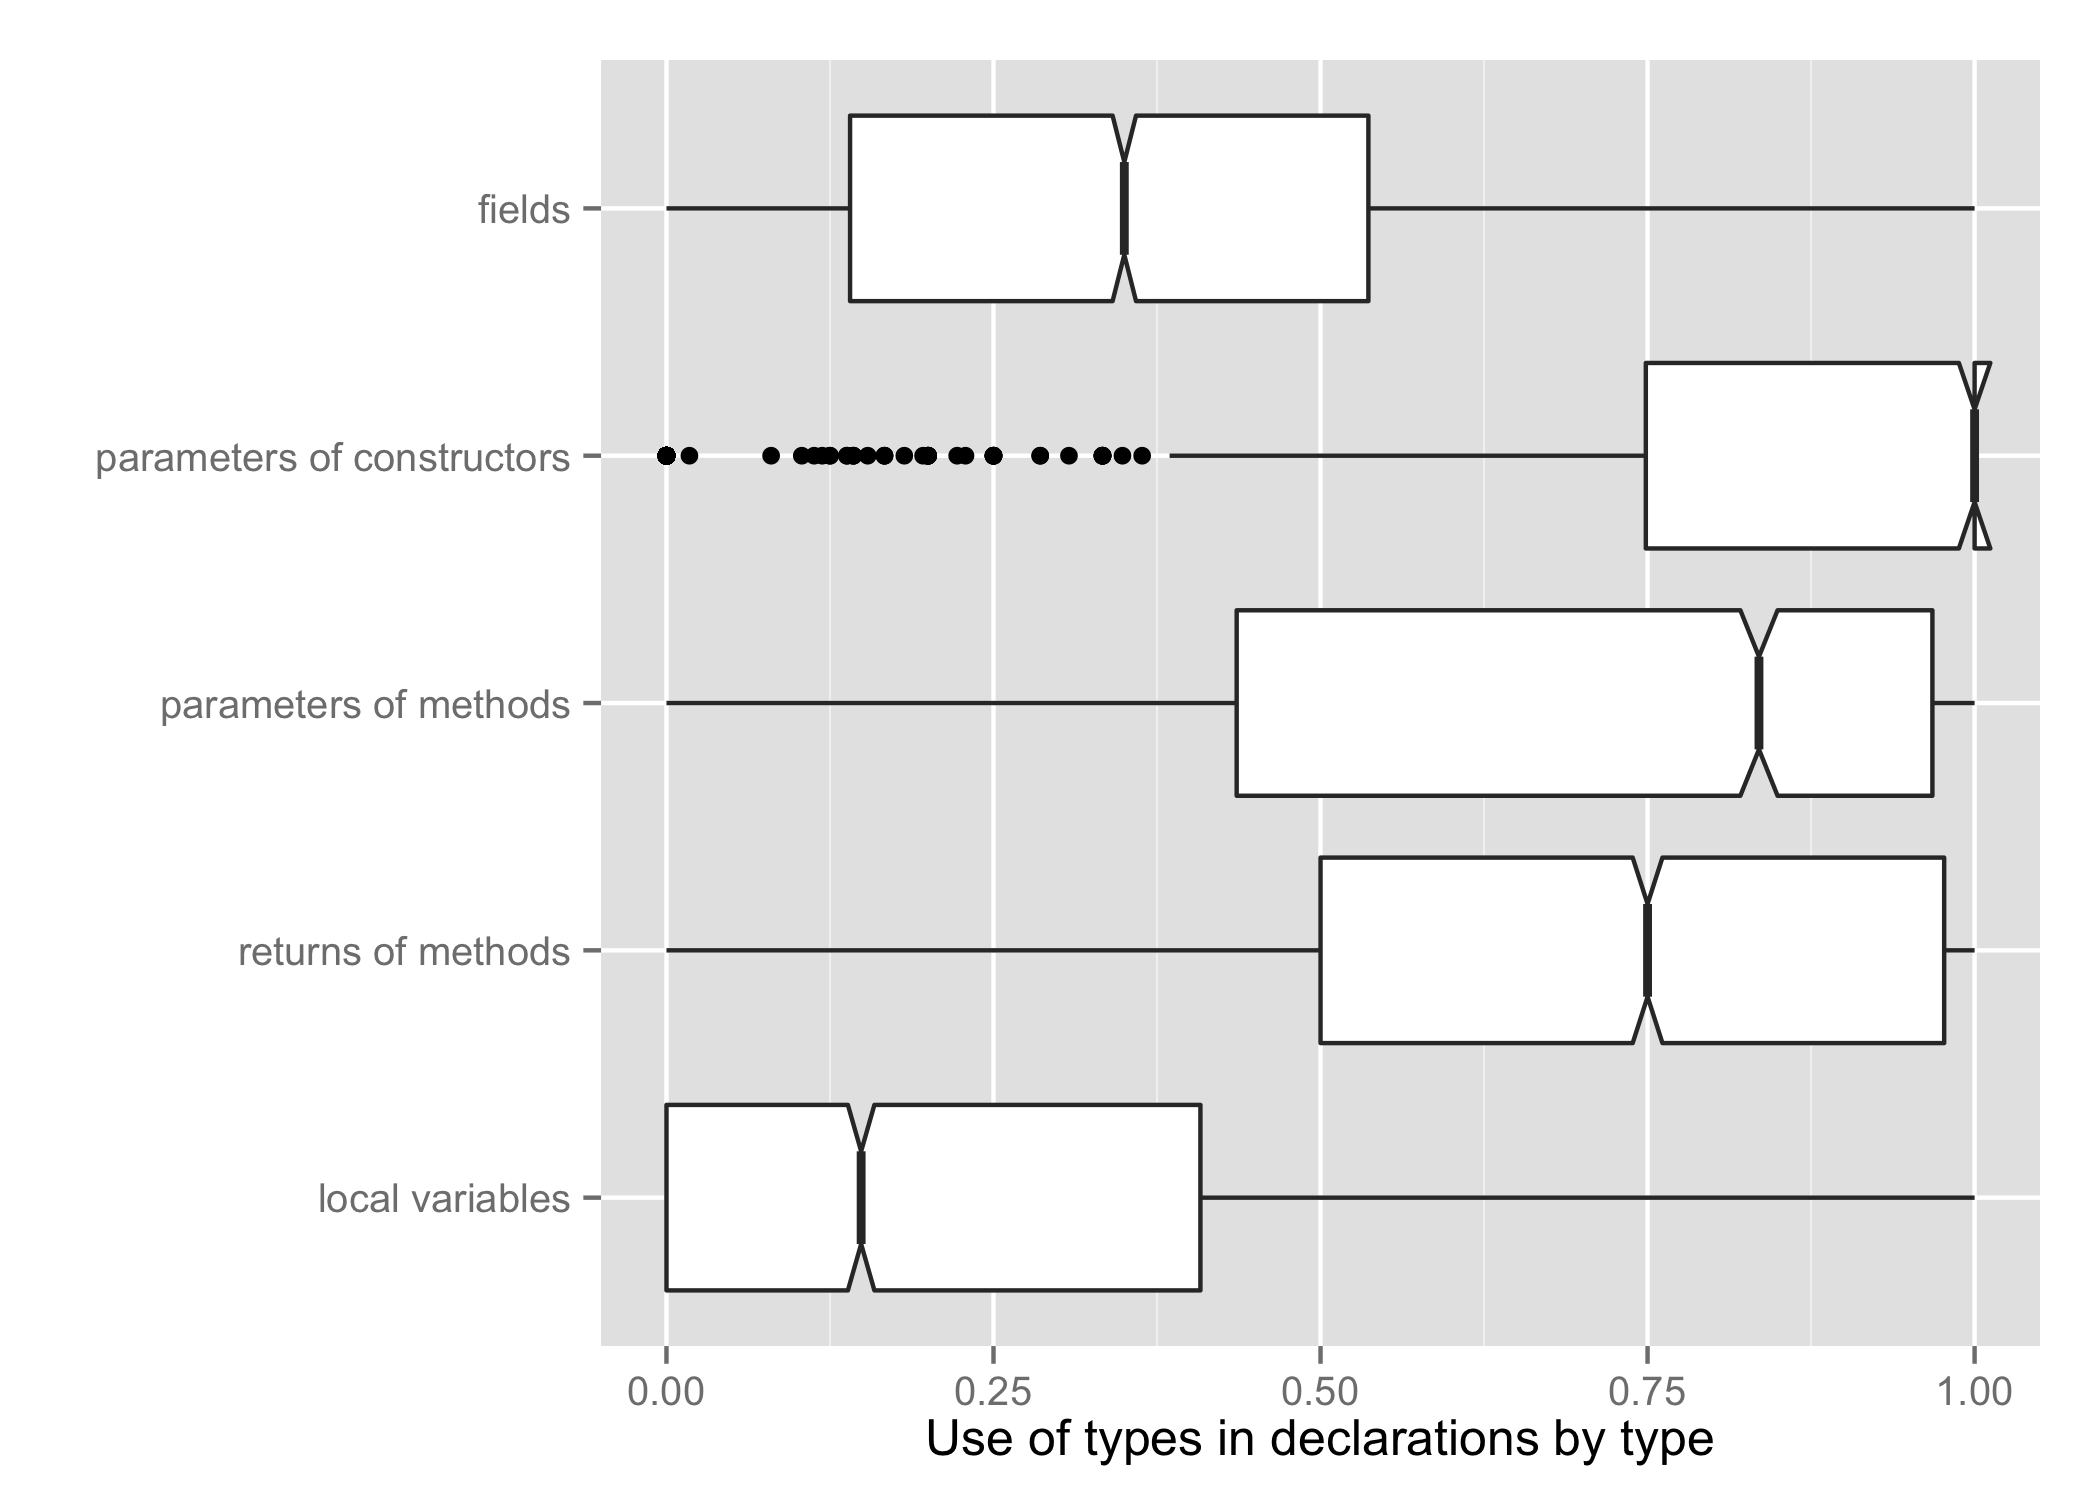 fields
parameters of constructors
parameters of methods
returns of methods
local variables
0.00 0.25 0.50 0.75 1.00
Use of types in declarations by type